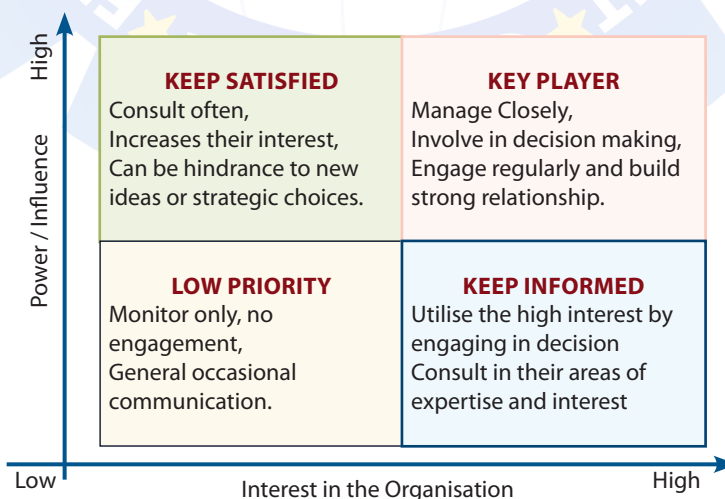 High
Power / Influence
KEEP SATISFIED
Consult often,
Increases their interest,
Can be hindrance to new
ideas or strategic choices.
KEY PLAYER
Manage Closely,
Involve in decision making,
Engage regularly and build
strong relationship.
LOW PRIORITY
Monitor only, no
engagement,
General occasional
communication.
KEEP INFORMED
Utilise the high interest by
engaging in decision
Consult in their areas of
expertise and interest
Low
Interest in the Organisation
High